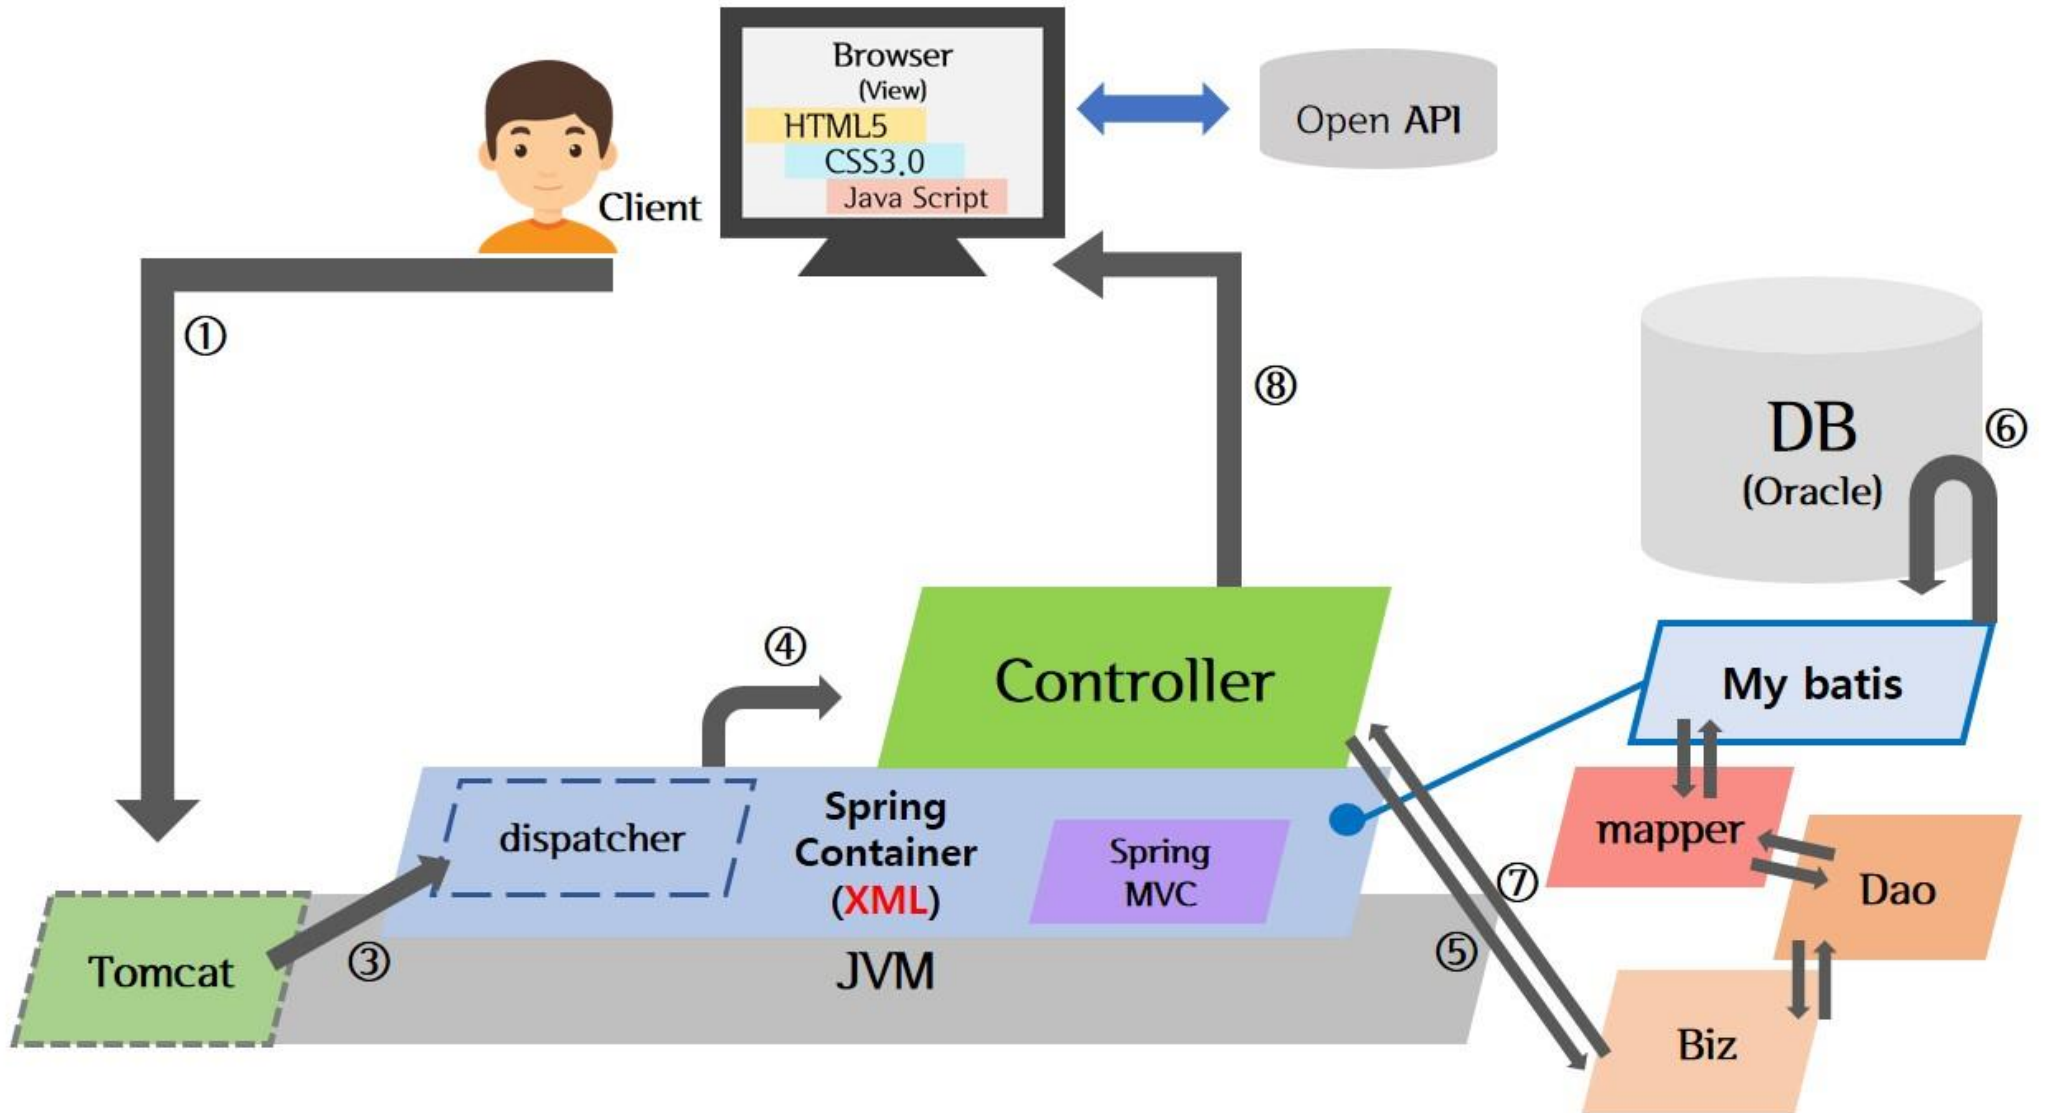 Browser
(View)
HTML5
CSS3.0
Java Script
Client
Open API
①
⑧
DB
(Oracle)
⑥
④
Controller
My batis
dispatcher
Spring
Container
(XML)
Spring
MVC
mapper
⑦
Dao
Tomcat
③
JVM
⑤
Biz